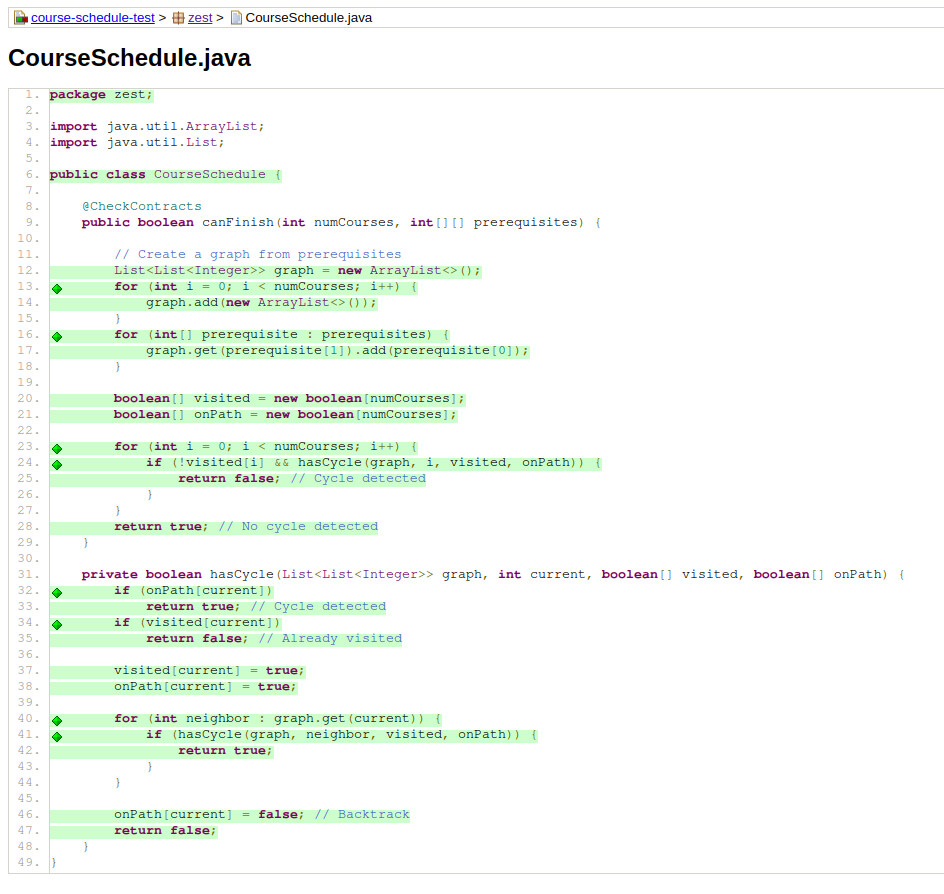 course-schedule-test > zest > CourseSchedule.java
CourseSchedule.java
1. package zest;
2.
3. import java.util.ArrayList;
4. import java.util.List;
5.
6. public class CourseSchedule {
7.
8.     @CheckContracts
9.     public boolean canFinish(int numCourses, int[][] prerequisites) {
10.
11.         // Create a graph from prerequisites
12.         List<List<Integer>> graph = new ArrayList<>();
13.         for (int i = 0; i < numCourses; i++) {
14.             graph.add(new ArrayList<>());
15.         }
16.         for (int[] prerequisite : prerequisites) {
17.             graph.get(prerequisite[1]).add(prerequisite[0]);
18.         }
19.
20.         boolean[] visited = new boolean[numCourses];
21.         boolean[] onPath = new boolean[numCourses];
22.
23.         for (int i = 0; i < numCourses; i++) {
24.             if (!visited[i] && hasCycle(graph, i, visited, onPath)) {
25.                 return false; // Cycle detected
26.             }
27.         }
28.         return true; // No cycle detected
29.     }
30.
31.     private boolean hasCycle(List<List<Integer>> graph, int current, boolean[] visited, boolean[] onPath) {
32.         if (onPath[current])
33.             return true; // Cycle detected
34.         if (visited[current])
35.             return false; // Already visited
36.
37.         visited[current] = true;
38.         onPath[current] = true;
39.
40.         for (int neighbor : graph.get(current)) {
41.             if (hasCycle(graph, neighbor, visited, onPath)) {
42.                 return true;
43.             }
44.         }
45.
46.         onPath[current] = false; // Backtrack
47.         return false;
48.     }
49. }